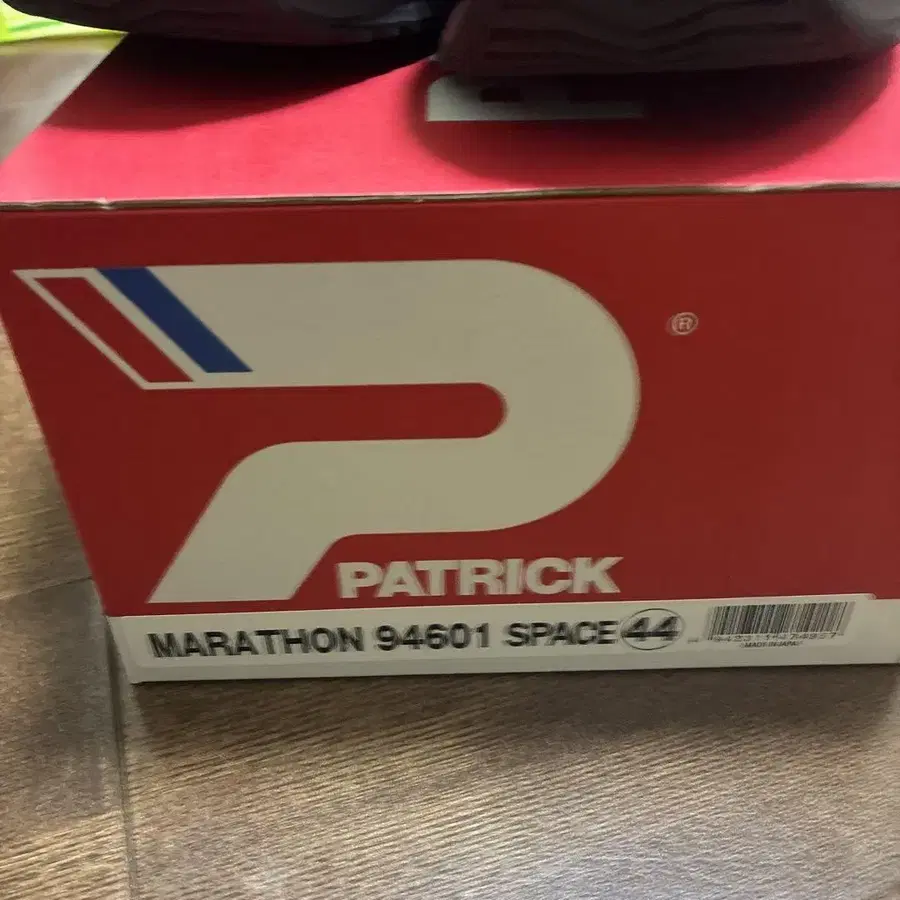 ®
PATRICK
MARATHON 94601 SPACE 44
MADE IN JAPAN